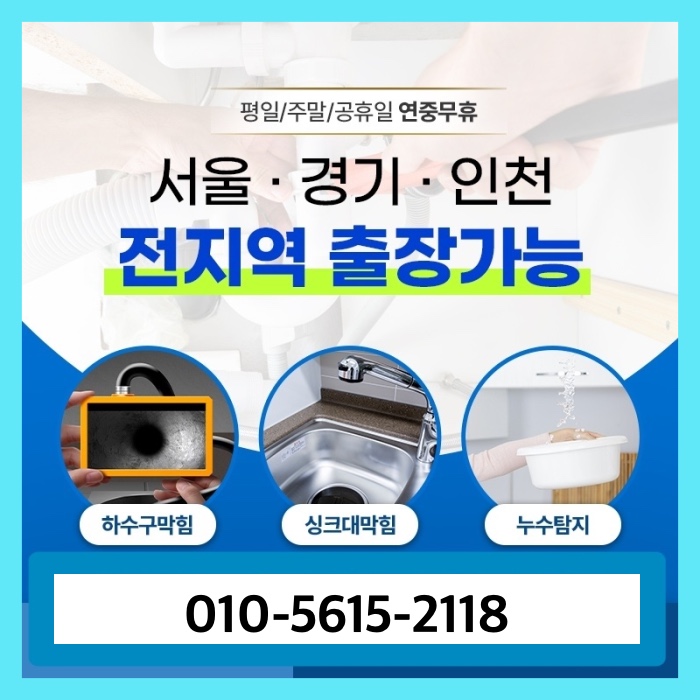 평일/주말/공휴일 연중무휴
서울 · 경기 · 인천
전지역 출장가능
하수구막힘
싱크대막힘
누수탐지
010-5615-2118